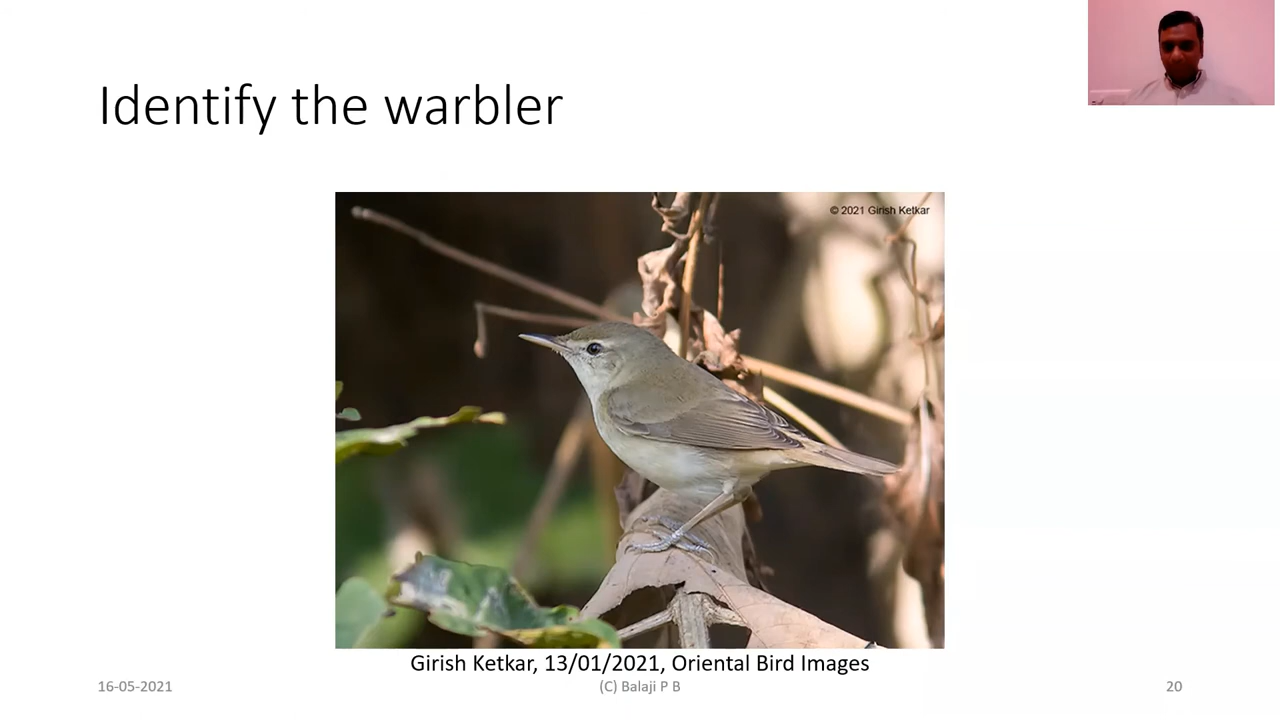 Identify the warbler
© 2021 Girish Ketkar
Girish Ketkar, 13/01/2021, Oriental Bird Images
16-05-2021
(C) Balaji P B
20